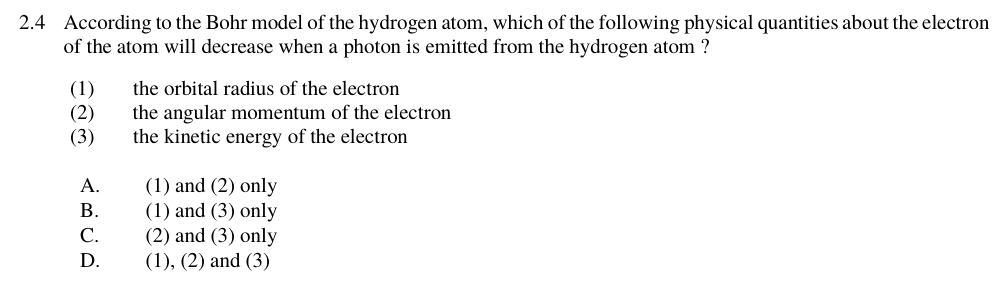 2.4 According to the Bohr model of the hydrogen atom, which of the following physical quantities about the electron
of the atom will decrease when a photon is emitted from the hydrogen atom ?
(1) the orbital radius of the electron
(2) the angular momentum of the electron
(3) the kinetic energy of the electron
A. (1) and (2) only
B. (1) and (3) only
C. (2) and (3) only
D. (1), (2) and (3)